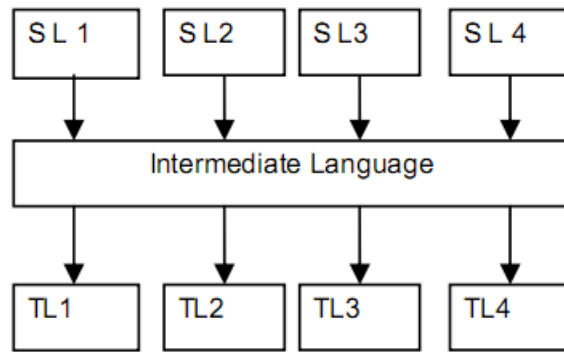 S L 1 S L2 S L3 S L 4
Intermediate Language
TL1 TL2 TL3 TL4